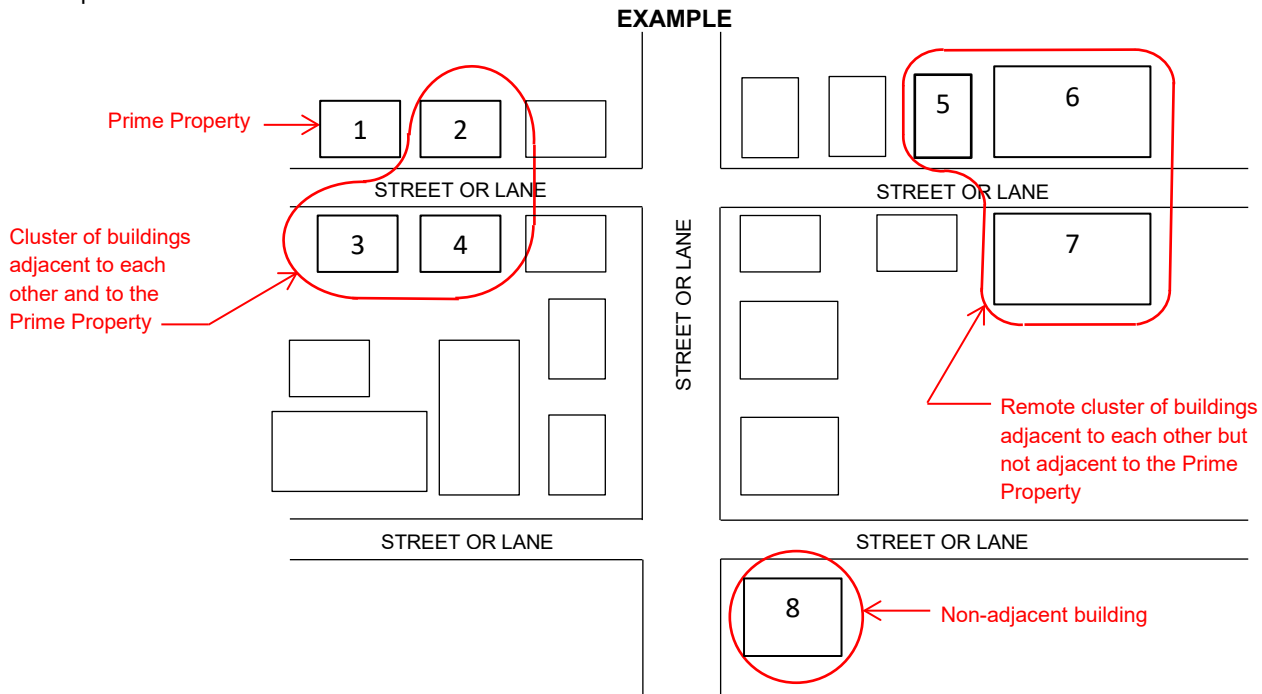 EXAMPLE
Prime Property
1
2
5
6
STREET OR LANE
STREET OR LANE
Cluster of buildings
adjacent to each
other and to the
Prime Property
3
4
7
STREET OR LANE
Remote cluster of buildings
adjacent to each other but
not adjacent to the Prime
Property
STREET OR LANE
STREET OR LANE
8
Non-adjacent building